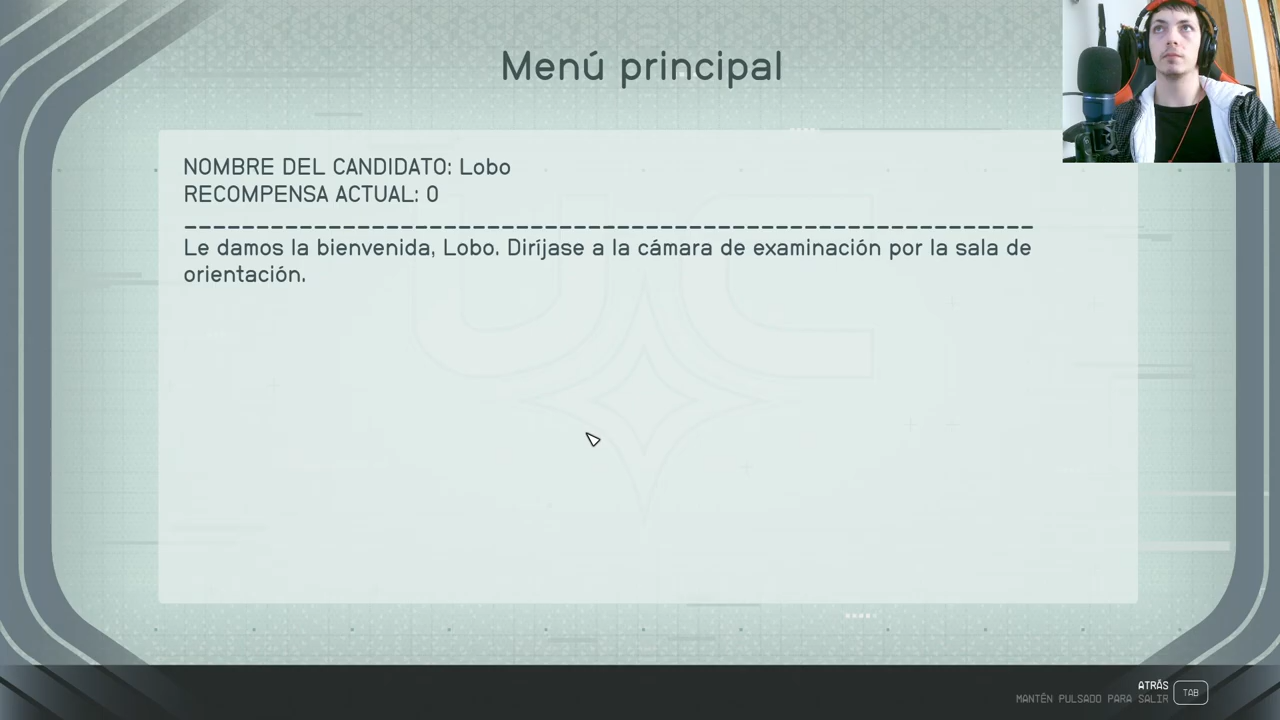 Menú principal
NOMBRE DEL CANDIDATO: Lobo
RECOMPENSA ACTUAL: 0
Le damos la bienvenida, Lobo. Diríjase a la cámara de examinación por la sala de
orientación.
UC
ATRÁS
MANTÉN PULSADO PARA SALIR
TAB